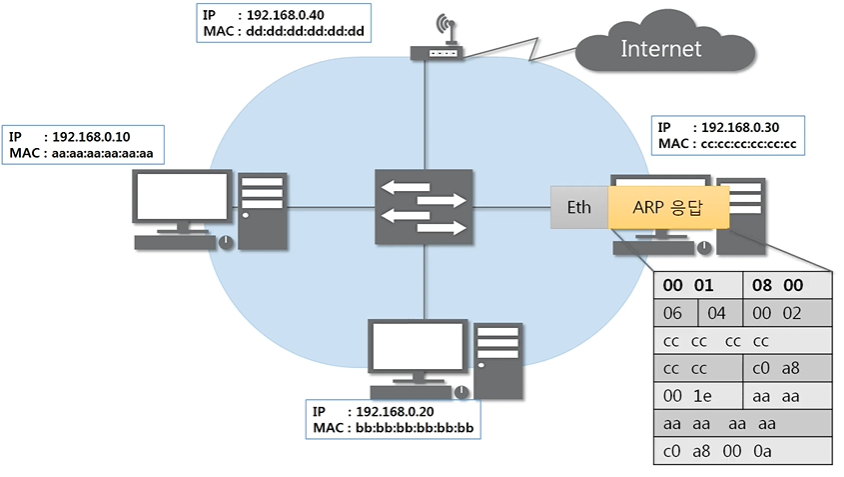 IP : 192.168.0.40
MAC : dd:dd:dd:dd:dd:dd
Internet
IP : 192.168.0.10
MAC : aa:aa:aa:aa:aa:aa
IP : 192.168.0.30
MAC : cc:cc:cc:cc:cc:cc
Eth ARP 응답
00 01 08 00
06 04 00 02
cc cc cc cc
cc cc c0 a8
00 1e aa aa
aa aa aa aa
c0 a8 00 0a
IP : 192.168.0.20
MAC : bb:bb:bb:bb:bb:bb